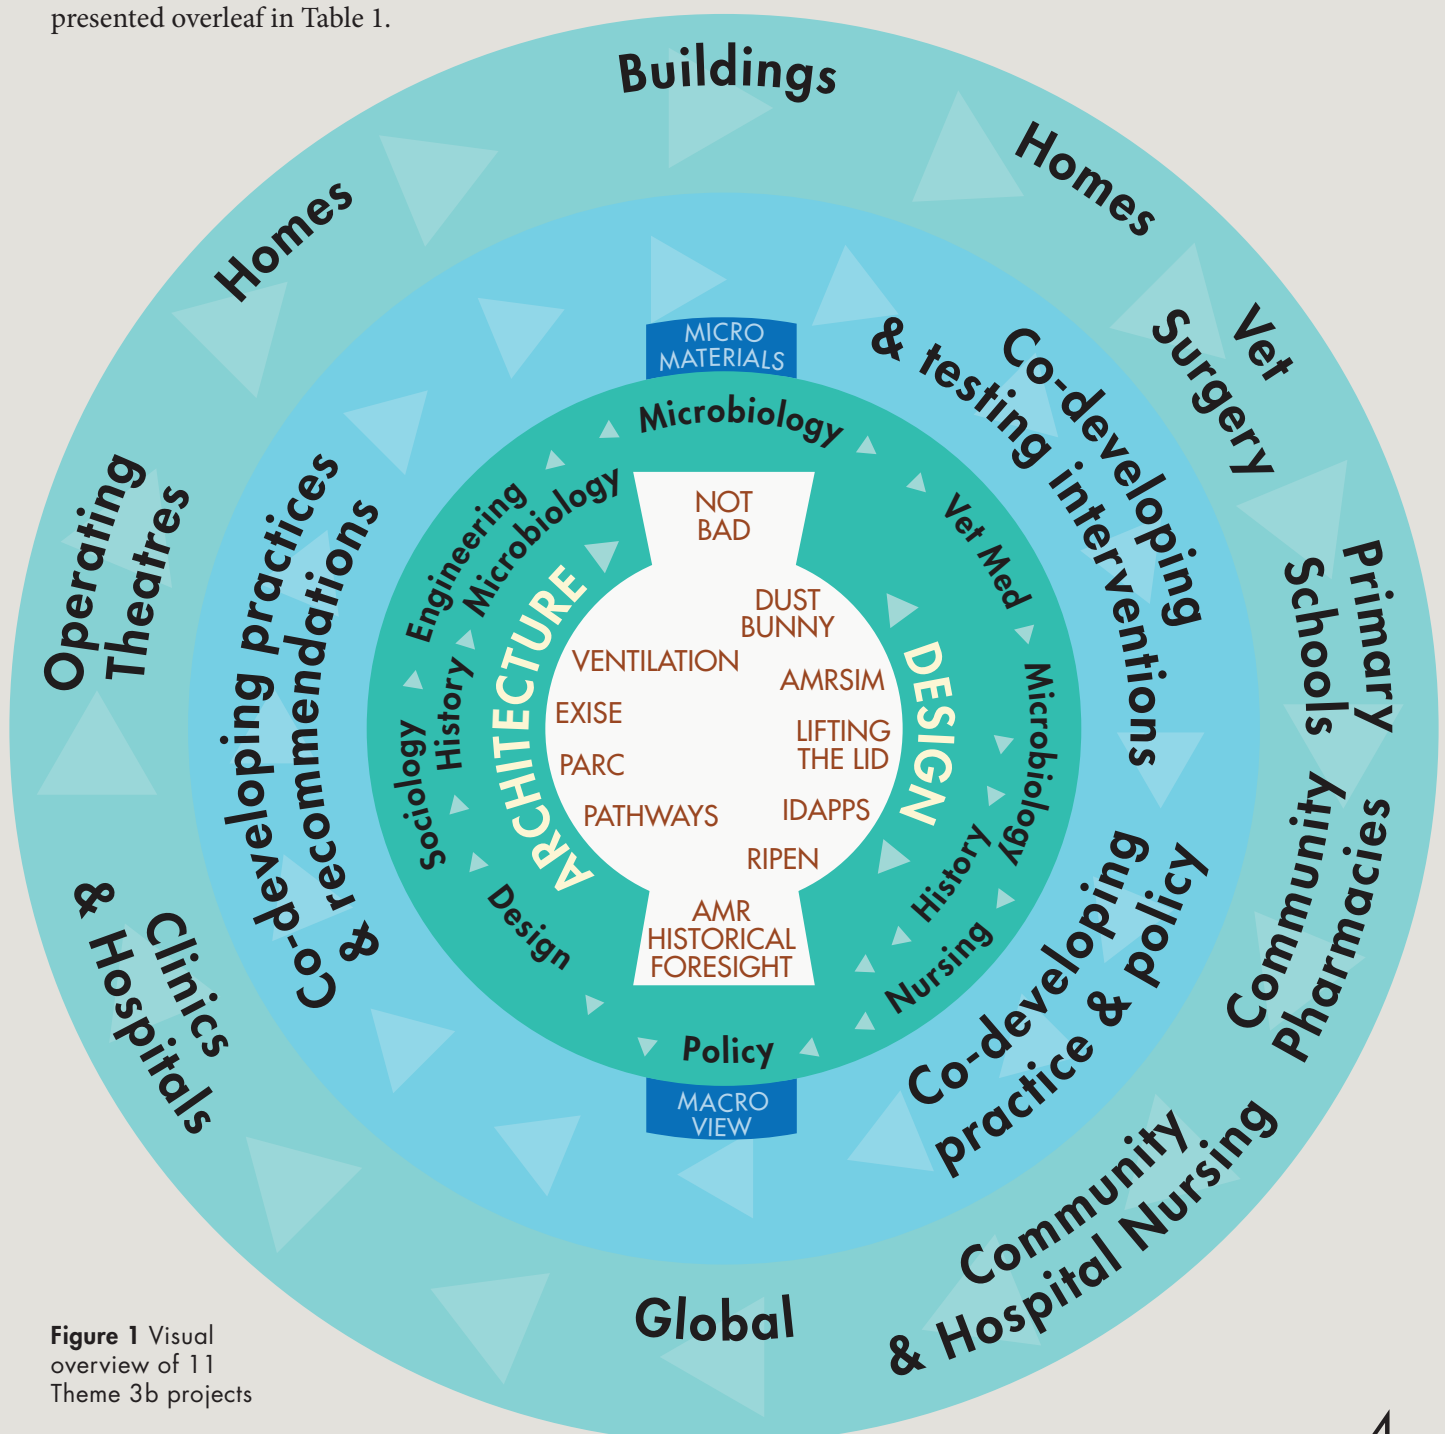 presented overleaf in Table 1.
Buildings
Homes
Vet
Surgery
Primary
Schools
Community
Pharmacies
Community
& Hospital Nursing
Global
Clinics
& Hospitals
Operating
Theatres
Homes
Co-developing
& testing interventions
Co-developing
practice & policy
Co-developing practices
& recommendations
MICRO
MATERIALS
Microbiology
Vet Med
Microbiology
History
Nursing
Policy
Design
Sociology
History
Engineering
Microbiology
ARCHITECTURE
DESIGN
NOT
BAD
DUST
BUNNY
VENTILATION
AMRSIM
EXISE
LIFTING
THE LID
PARC
PATHWAYS
IDAPPS
RIPEN
AMR
HISTORICAL
FORESIGHT
MACRO
VIEW
Figure 1 Visual
overview of 11
Theme 3b projects